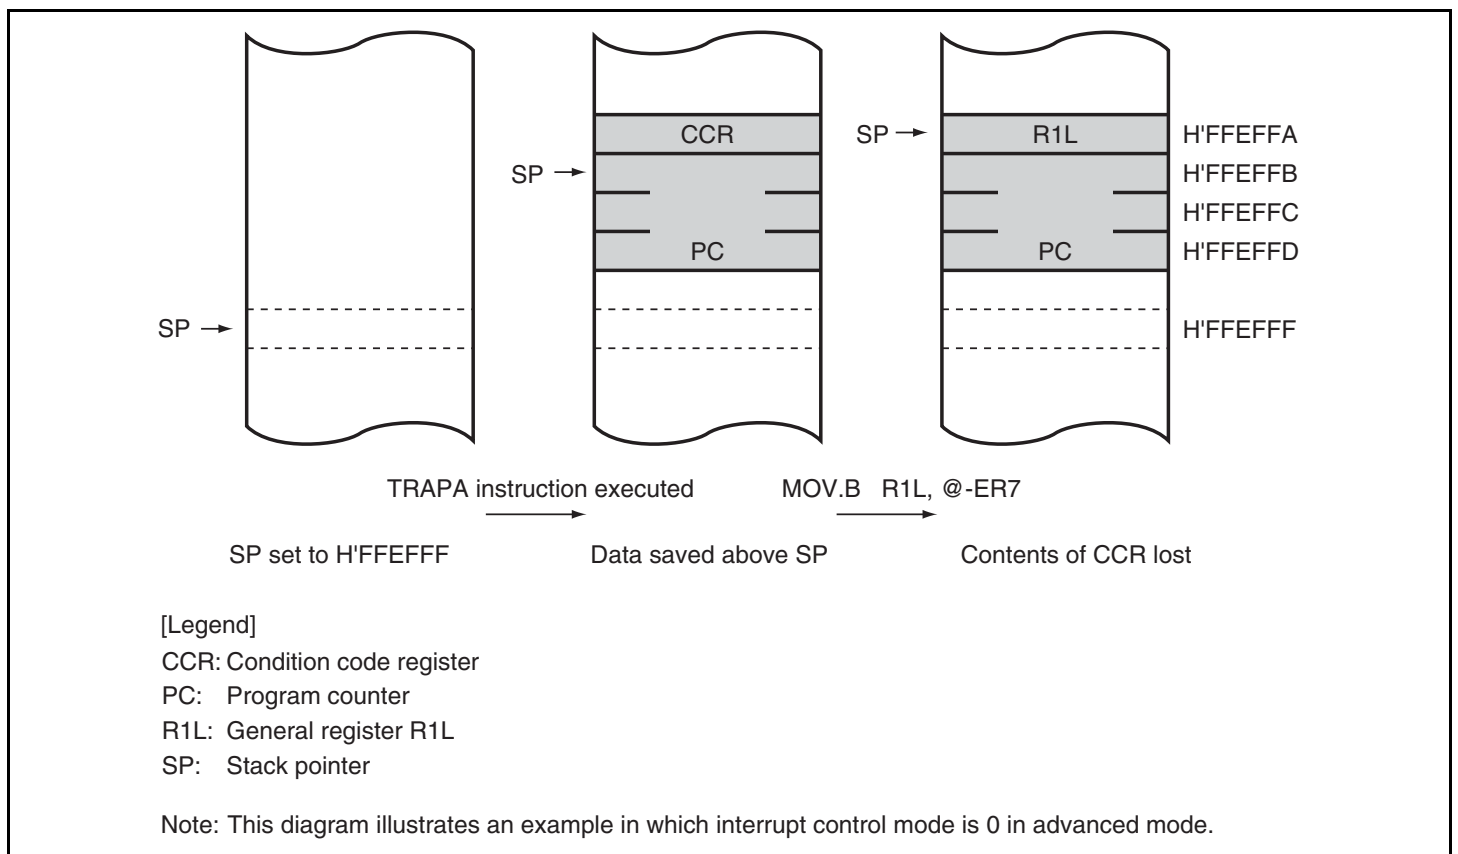 CCR
SP
R1L
H'FFEFFA
SP
H'FFEFFB
H'FFEFFC
PC
PC
H'FFEFFD
SP
H'FFEFFF
TRAPA instruction executed
MOV.B R1L, @-ER7
SP set to H'FFEFFF
Data saved above SP
Contents of CCR lost
[Legend]
CCR: Condition code register
PC: Program counter
R1L: General register R1L
SP: Stack pointer
Note: This diagram illustrates an example in which interrupt control mode is 0 in advanced mode.